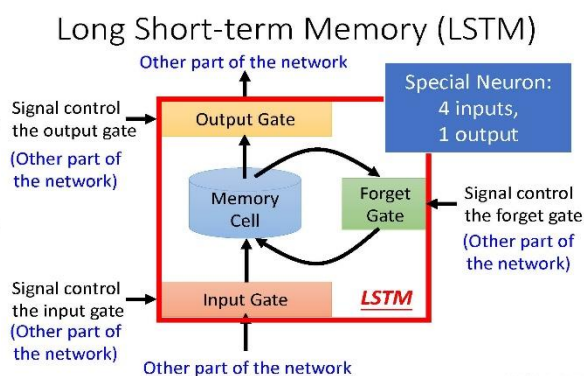 Long Short-term Memory (LSTM)
Other part of the network
Special Neuron:
4 inputs,
1 output
Signal control
the output gate
(Other part of
the network)
Output Gate
Memory
Cell
Forget
Gate
Signal control
the forget gate
(Other part of
the network)
Signal control
the input gate
(Other part of
the network)
Input Gate
LSTM
Other part of the network